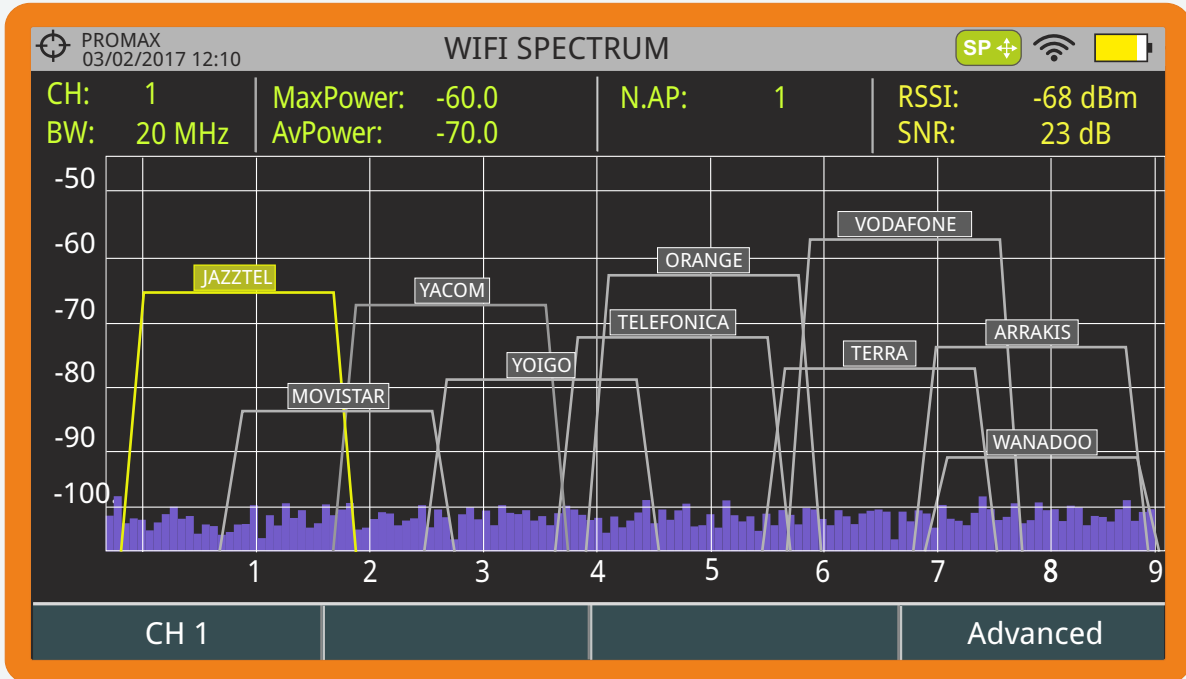 PROMAX
03/02/2017 12:10
WIFI SPECTRUM
SP
CH: 1 MaxPower: -60.0 N.AP: 1 RSSI: -68 dBm
BW: 20 MHz AvPower: -70.0 SNR: 23 dB
-50
VODAFONE
-60
ORANGE
JAZZTEL
YACOM
-70
TELEFONICA
ARRAKIS
TERRA
YOIGO
-80
MOVISTAR
-90
WANADOO
-100
1 2 3 4 5 6 7 8 9
CH 1 Advanced